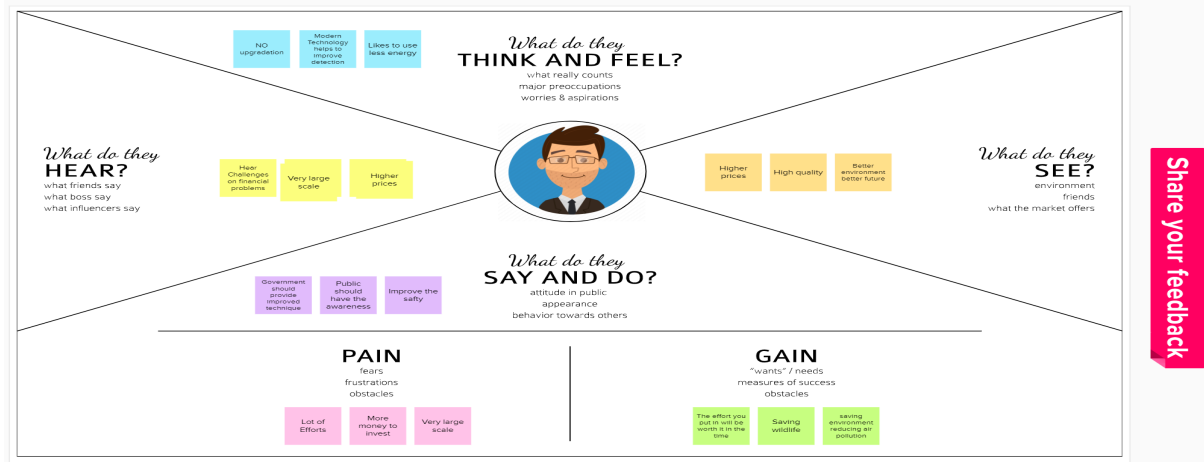 NO
upgredation
Modern
Technology
helps to
improve
detection
Likes to use
less energy
What do they
THINK AND FEEL?
what really counts
major preoccupations
worries & aspirations
What do they
HEAR?
what friends say
what boss say
what influencers say
Hear
Challenges
on financial
problems
Very large
scale
Higher
prices
Higher
prices
High quality
Better
environment
better future
What do they
SEE?
environment
friends
what the market offers
What do they
SAY AND DO?
attitude in public
appearance
behavior towards others
Government
should
provide
improved
technique
Public
should
have the
awareness
Improve the
safty
PAIN
fears
frustrations
obstacles
Lot of
Efforts
More
money to
invest
Very large
scale
GAIN
"wants" / needs
measures of success
obstacles
The effort you
put in will be
worth it in the
time
Saving
wildlife
saving
environment
reducing air
pollution
Share your feedback